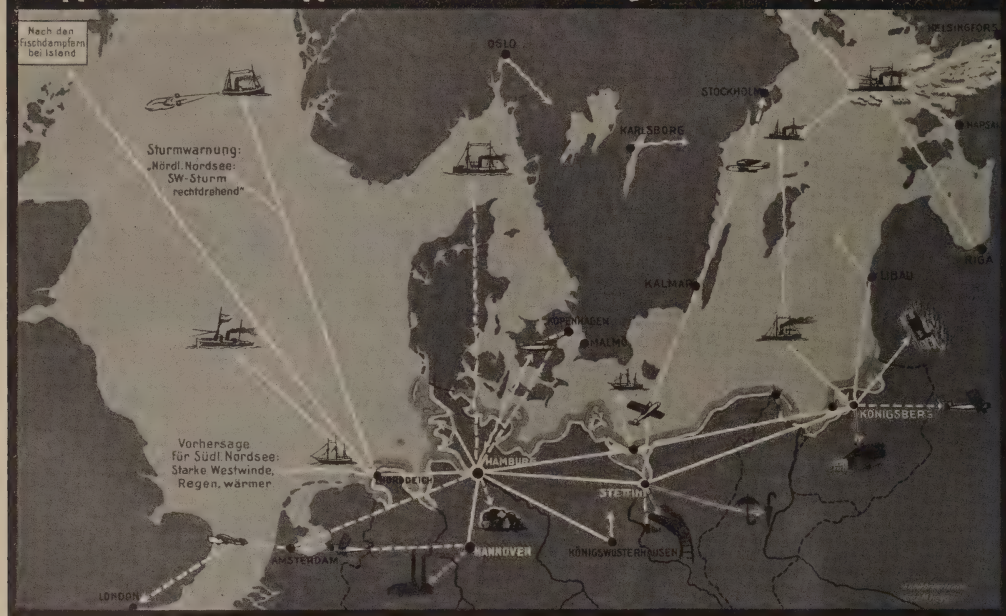 Nach den
Fischdampfern
bei Island
HELSINGFORS
OSLO
STOCKHOLM
HAPSAL
KARLSBORG
Sturmwarnung:
„Nördl. Nordsee:
SW-Sturm
rechtdrehend"
RIGA
LIBAU
KALMAR
KOPENHAGEN
MALMÖ
KÖNIGSBERG
Vorhersage
für Südl. Nordsee:
Starke Westwinde,
Regen, wärmer
HAMBURG
NORDDEICH
STETTIN
AMSTERDAM
HANNOVER
KÖNIGSWUSTERHAUSEN
LONDON